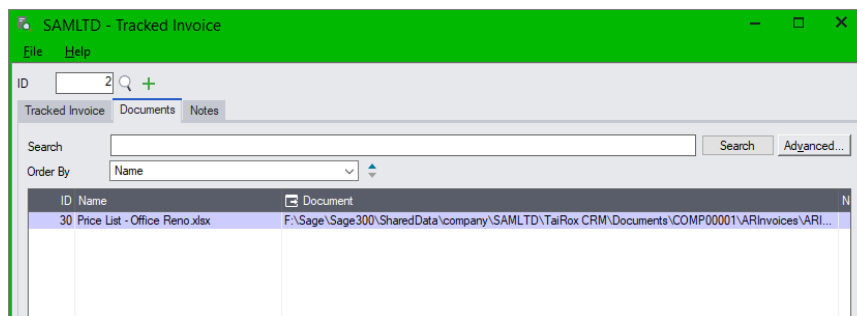 SAMLTD - Tracked Invoice
File Help
ID 2
Tracked Invoice Documents Notes
Search Search Advanced...
Order By Name
ID Name Document N
30 Price List - Office Reno.xlsx F:\Sage\Sage300\SharedData\company\SAMLTD\TaiRox CRM\Documents\COMP00001\ARInvoices\ARI...